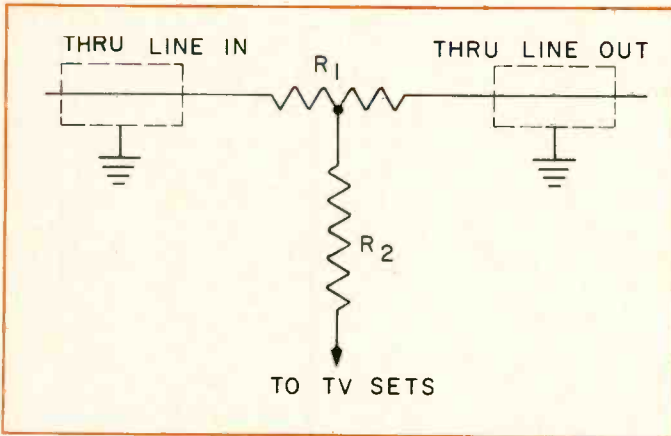 THRU LINE IN
R1
THRU LINE OUT
R2
TO TV SETS